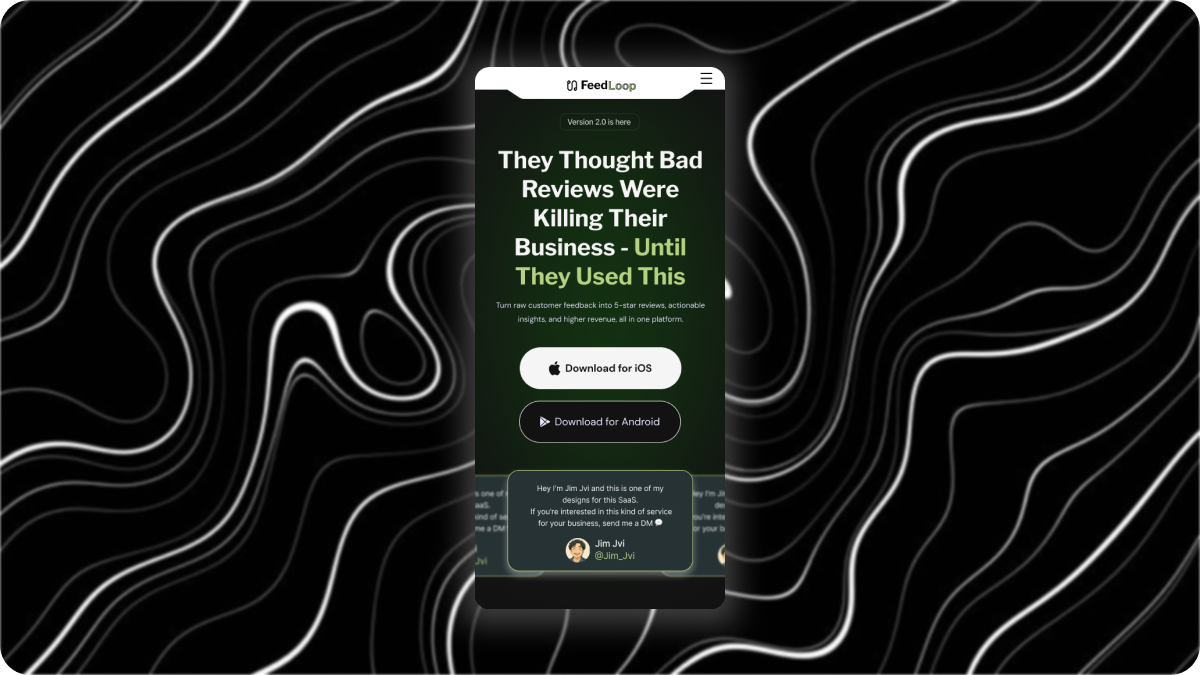 FeedLoop
Version 2.0 is here
They Thought Bad
Reviews Were
Killing Their
Business - Until
They Used This
Turn raw customer feedback into 5-star reviews, actionable
insights, and higher revenue, all in one platform.
Download for iOS
Download for Android
Hey I'm Jim Jvi and this is one of my
designs for this SaaS.
If you're interested in this kind of service
for your business, send me a DM 💬
Jim Jvi
@Jim_Jvi